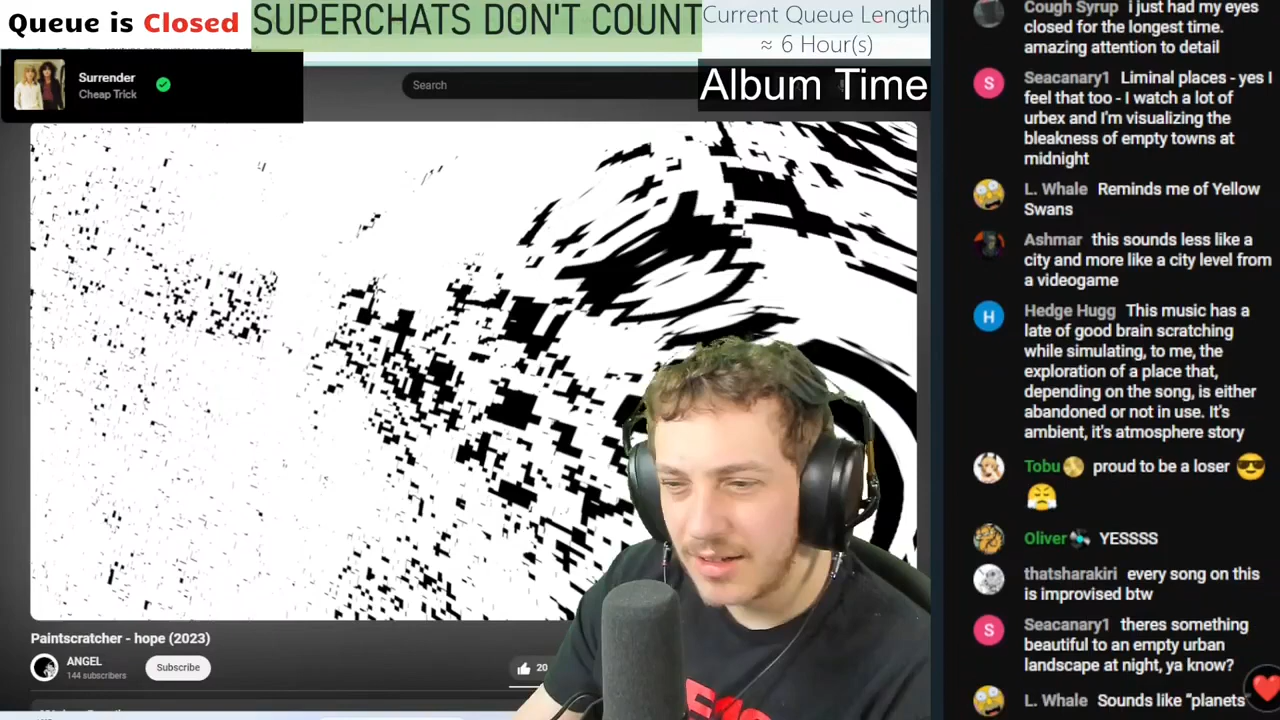 Queue is Closed
SUPERCHATS DON'T COUNT
Current Queue Length
≈ 6 Hour(s)
Album Time
Surrender
Cheap Trick
Search
Paintscratcher - hope (2023)
ANGEL
144 subscribers
Subscribe
20
Cough Syrup i just had my eyes
closed for the longest time.
amazing attention to detail
S
Seacanary1 Liminal places - yes I
feel that too - I watch a lot of
urbex and I'm visualizing the
bleakness of empty towns at
midnight
L. Whale Reminds me of Yellow
Swans
Ashmar this sounds less like a
city and more like a city level from
a videogame
H
Hedge Hugg This music has a
late of good brain scratching
while simulating, to me, the
exploration of a place that,
depending on the song, is either
abandoned or not in use. It's
ambient, it's atmosphere story
Tobu proud to be a loser
Oliver YESSSS
thatsharakiri every song on this
is improvised btw
S
Seacanary1 theres something
beautiful to an empty urban
landscape at night, ya know?
L. Whale Sounds like "planets"